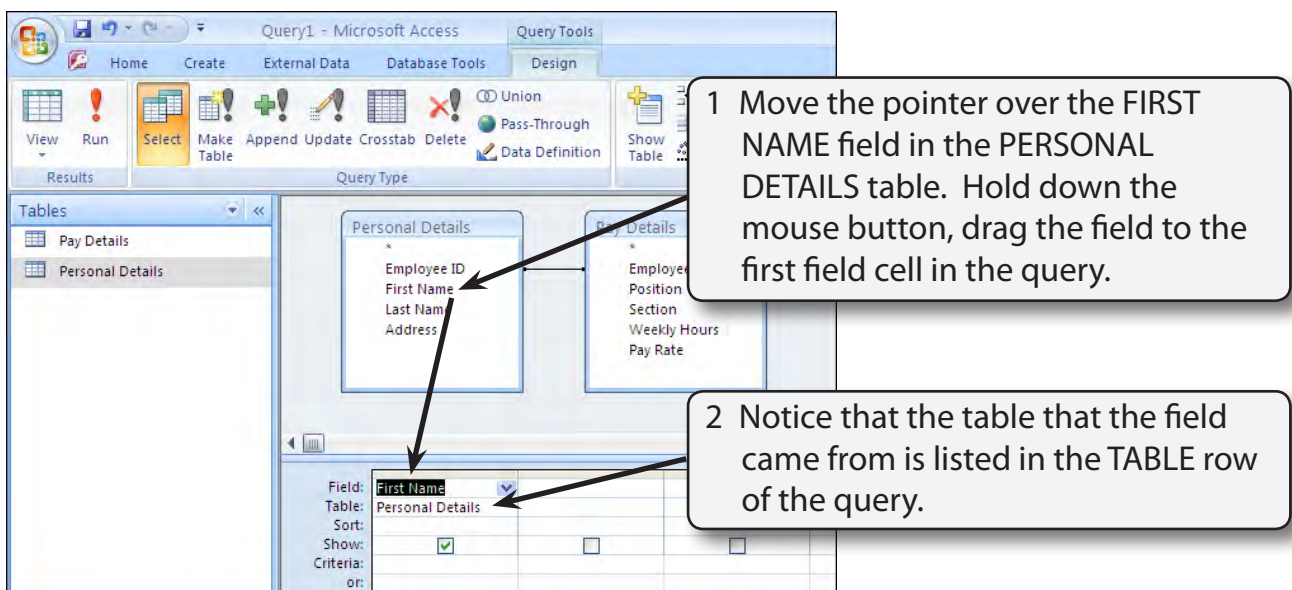 Query1 - Microsoft Access
Query Tools
Home Create External Data Database Tools Design
View Run Select Make Table Append Update Crosstab Delete
Union
Pass-Through
Data Definition
Show Table
Results Query Type
Tables
Pay Details
Personal Details
Personal Details
*
Employee ID
First Name
Last Name
Address
Pay Details
*
Employee
Position
Section
Weekly Hours
Pay Rate
1 Move the pointer over the FIRST
NAME field in the PERSONAL
DETAILS table. Hold down the
mouse button, drag the field to the
first field cell in the query.
2 Notice that the table that the field
came from is listed in the TABLE row
of the query.
Field: First Name
Table: Personal Details
Sort:
Show:
Criteria:
or: